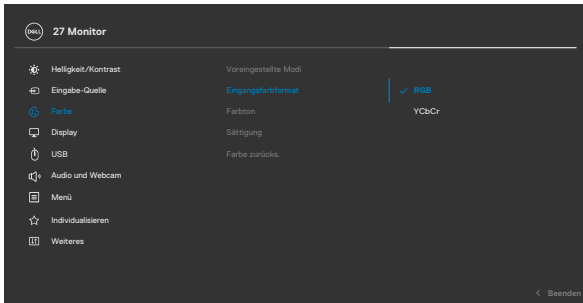 DELL 27 Monitor
Helligkeit/Kontrast Voreingestellte Modi
Eingabe-Quelle Eingangsfarbformat RGB
Farbe Farbton YCbCr
Display Sättigung
USB Farbe zurücks.
Audio und Webcam
Menü
Individualisieren
Weiteres
Beenden